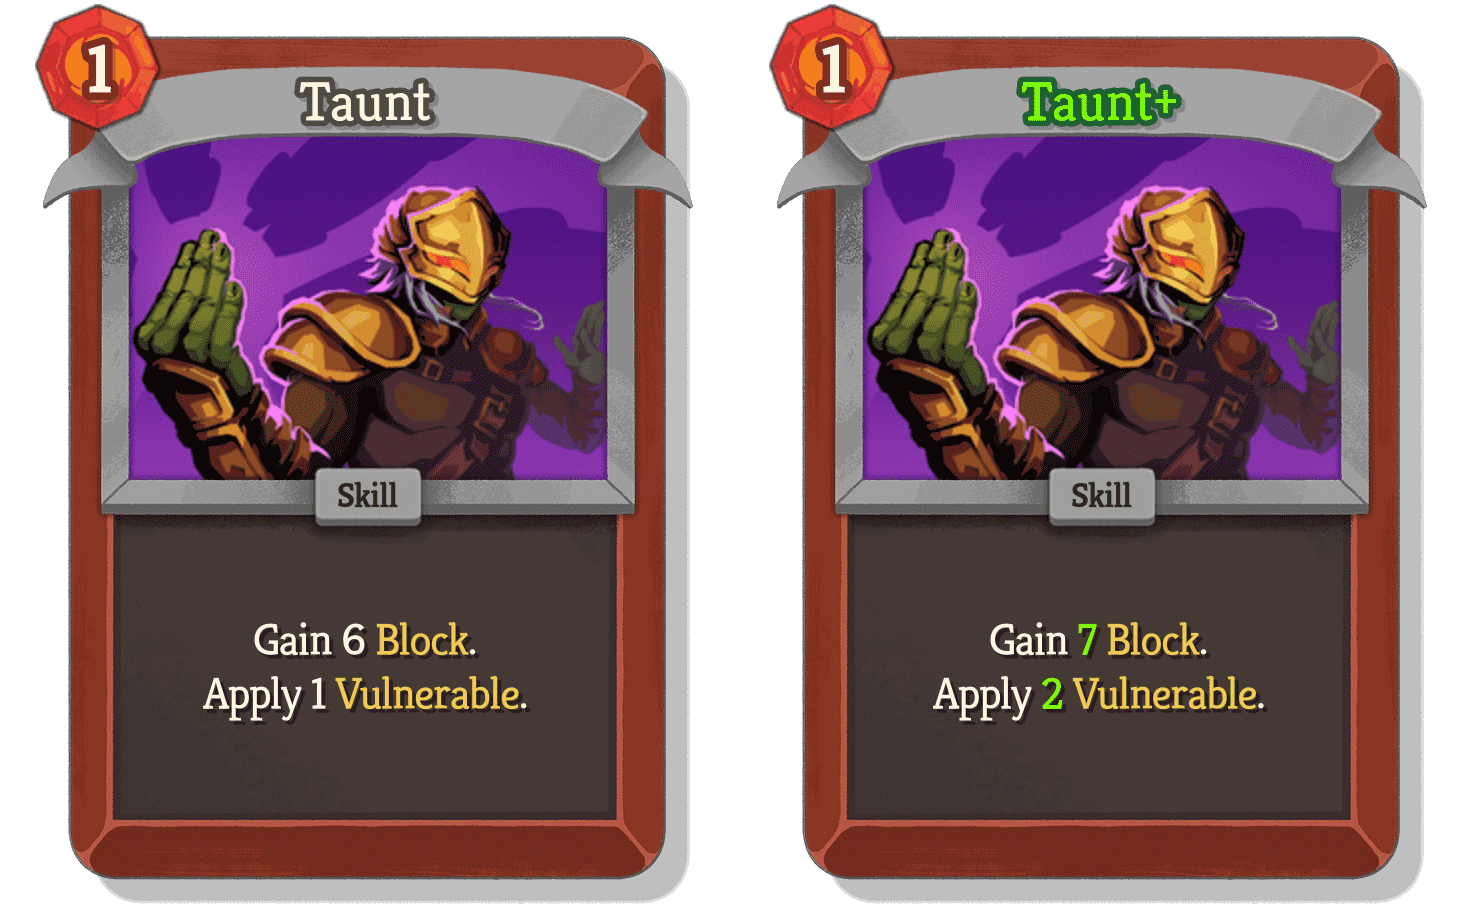 1
Taunt
Skill
Gain 6 Block.
Apply 1 Vulnerable.
1
Taunt+
Skill
Gain 7 Block.
Apply 2 Vulnerable.